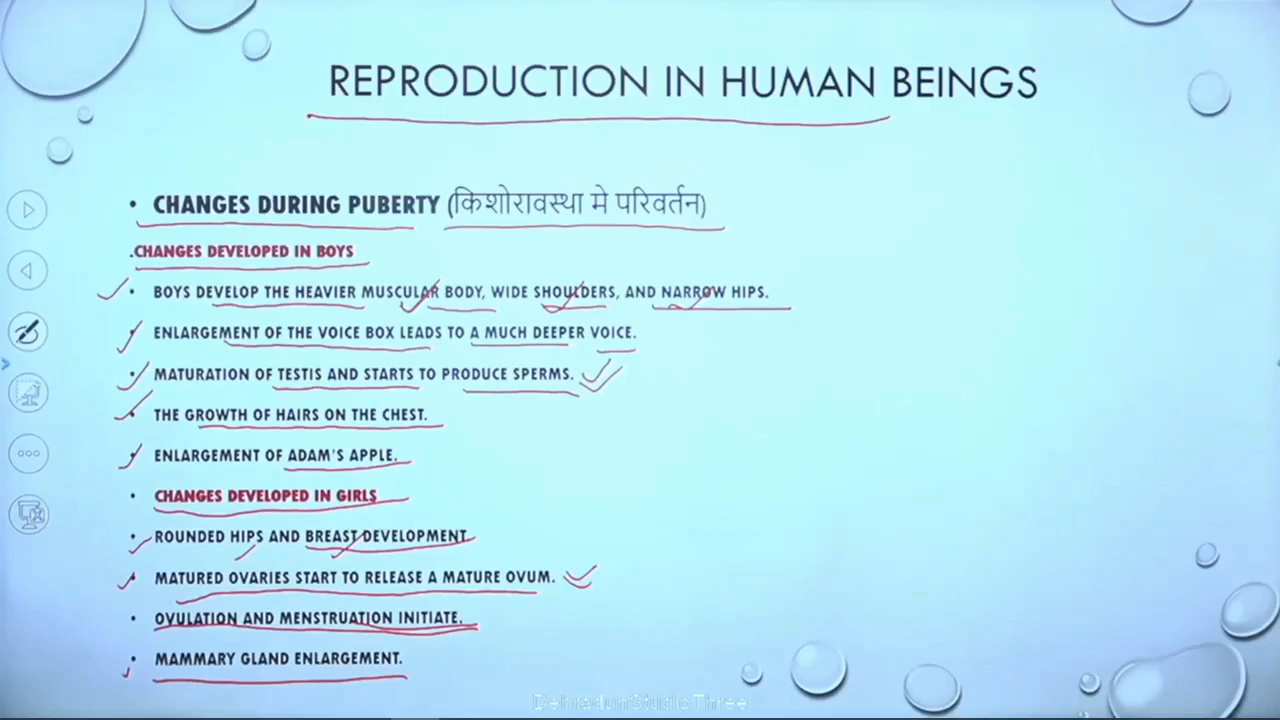 REPRODUCTION IN HUMAN BEINGS
• CHANGES DURING PUBERTY (किशोरावस्था मे परिवर्तन)
.CHANGES DEVELOPED IN BOYS
• BOYS DEVELOP THE HEAVIER MUSCULAR BODY, WIDE SHOULDERS, AND NARROW HIPS.
• ENLARGEMENT OF THE VOICE BOX LEADS TO A MUCH DEEPER VOICE.
• MATURATION OF TESTIS AND STARTS TO PRODUCE SPERMS.
• THE GROWTH OF HAIRS ON THE CHEST.
• ENLARGEMENT OF ADAM'S APPLE.
• CHANGES DEVELOPED IN GIRLS
• ROUNDED HIPS AND BREAST DEVELOPMENT
• MATURED OVARIES START TO RELEASE A MATURE OVUM.
• OVULATION AND MENSTRUATION INITIATE.
• MAMMARY GLAND ENLARGEMENT.
DehradunStudioThree